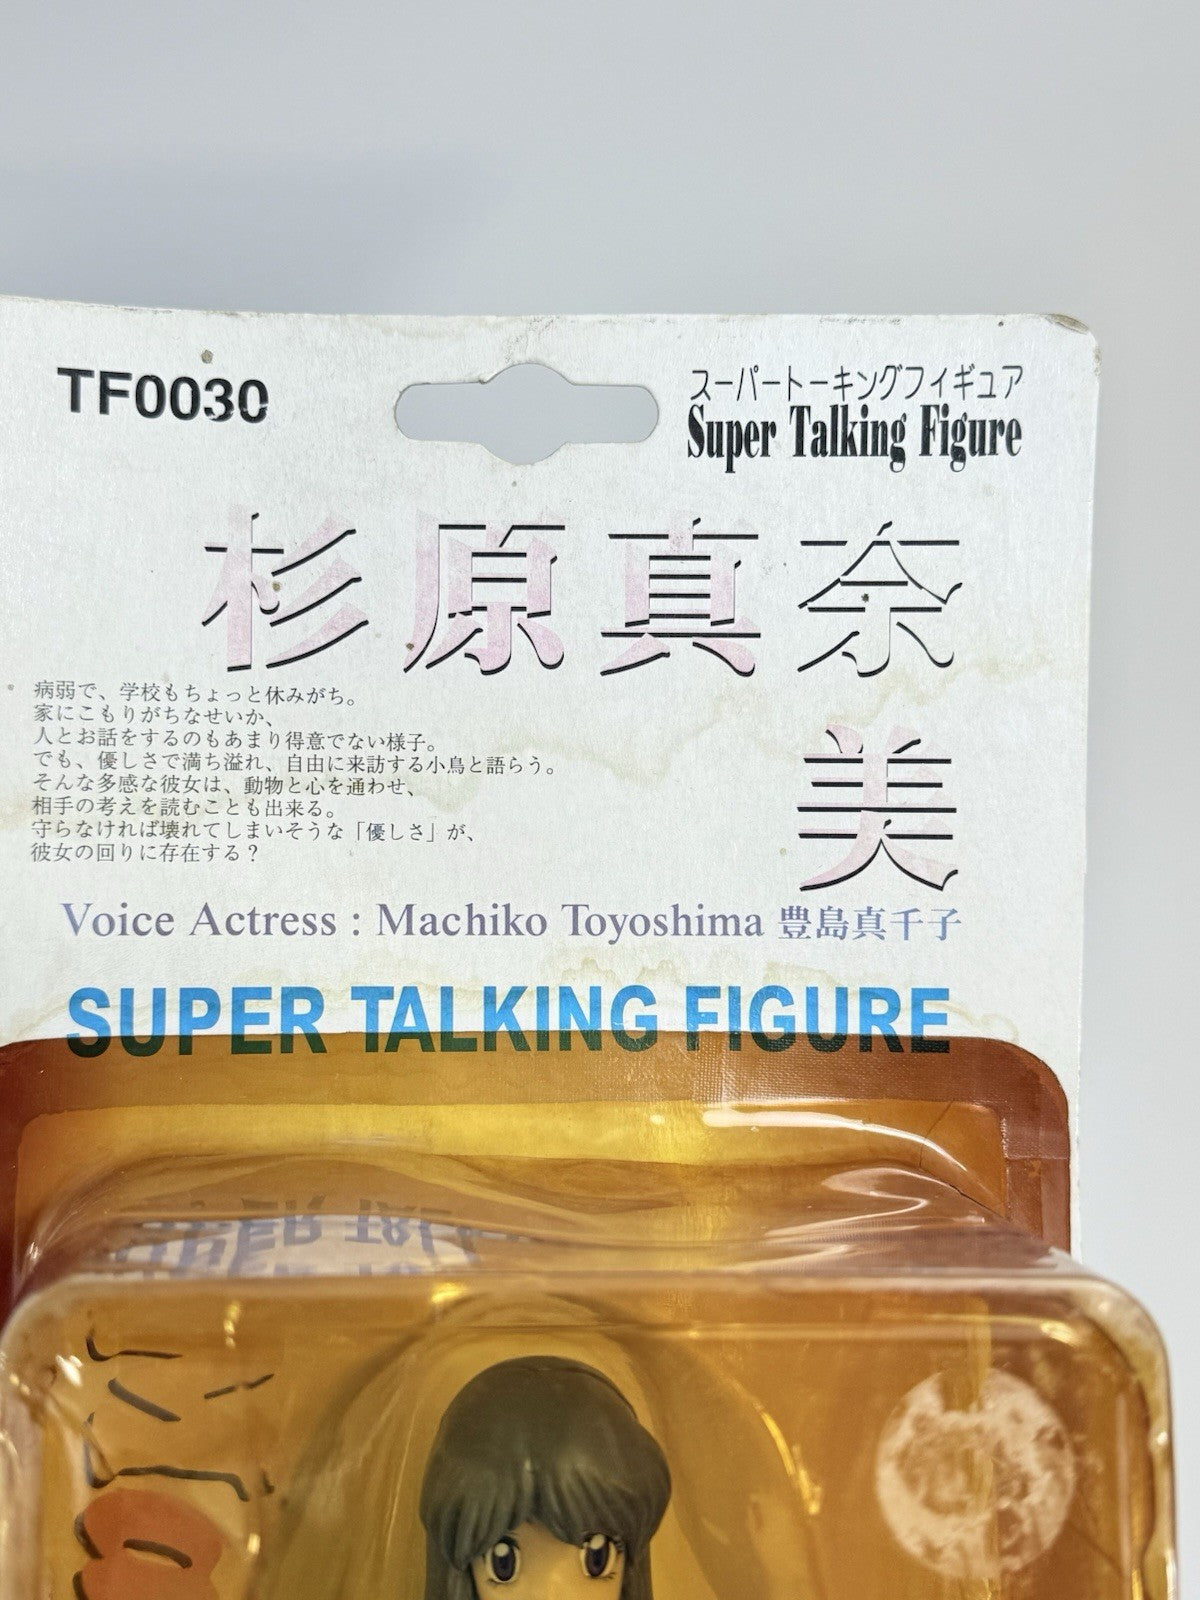 TF0030
スーパートーキングフィギュア
Super Talking Figure
杉原真奈
美
病弱で、学校もちょっと休みがち。
家にこもりがちなせいか、
人とお話をするのもあまり得意でない様子。
でも、優しさで満ち溢れ、自由に来訪する小鳥と語らう。
そんな多感な彼女は、動物と心を通わせ、
相手の考えを読むことも出来る。
守らなければ壊れてしまいそうな「優しさ」が、
彼女の回りに存在する？
Voice Actress : Machiko Toyoshima 豊島真千子
SUPER TALKING FIGURE